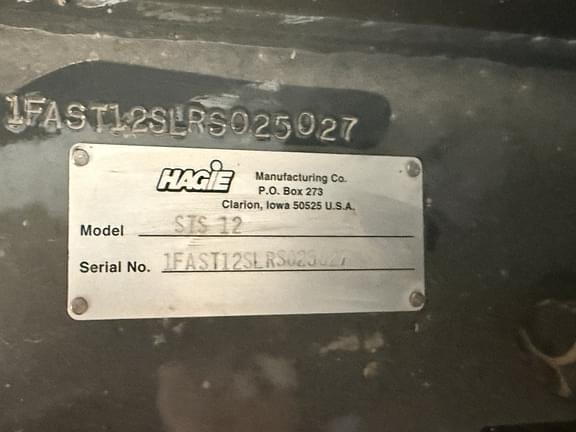 1FAST12SLRS025027
HAGIE
Manufacturing Co.
P.O. Box 273
Clarion, Iowa 50525 U.S.A.
Model STS 12
Serial No. 1FAST12SLRS025027